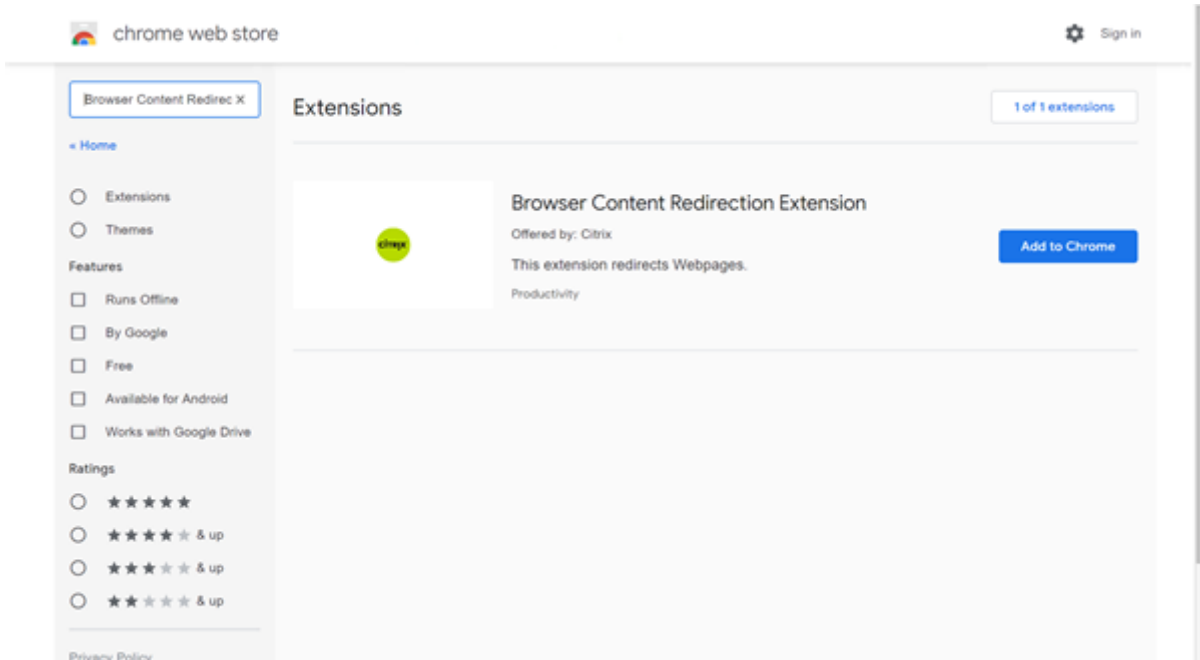 chrome web store
Sign in
Browser Content Redirec
Extensions
1 of 1 extensions
« Home
Extensions
Themes
Features
Runs Offline
By Google
Free
Available for Android
Works with Google Drive
Ratings
& up
& up
& up
Privacy Policy
citrix
Browser Content Redirection Extension
Offered by: Citrix
This extension redirects Webpages.
Productivity
Add to Chrome